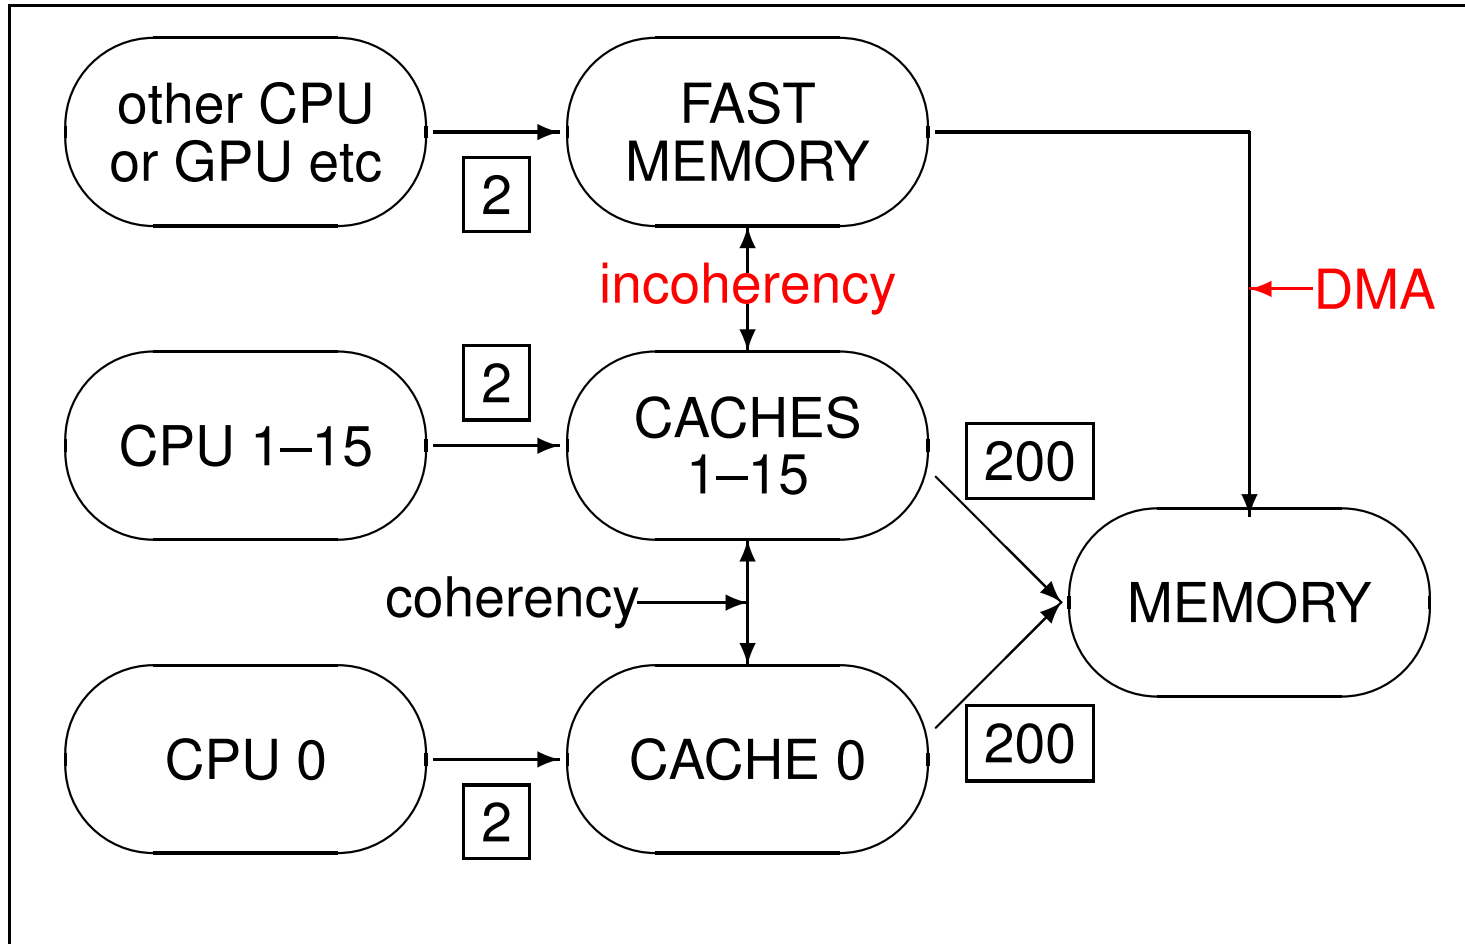 other CPU
or GPU etc
2
FAST
MEMORY
incoherency
DMA
CPU 1–15
2
CACHES
1–15
200
coherency
MEMORY
CPU 0
2
CACHE 0
200